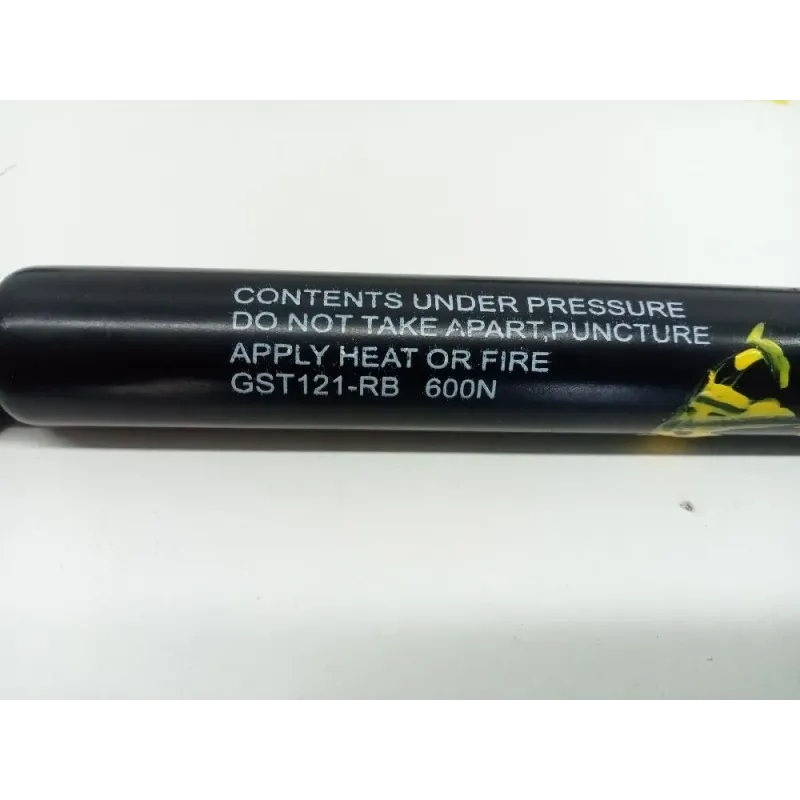 CONTENTS UNDER PRESSURE
DO NOT TAKE APART,PUNCTURE
APPLY HEAT OR FIRE
GST121-RB 600N